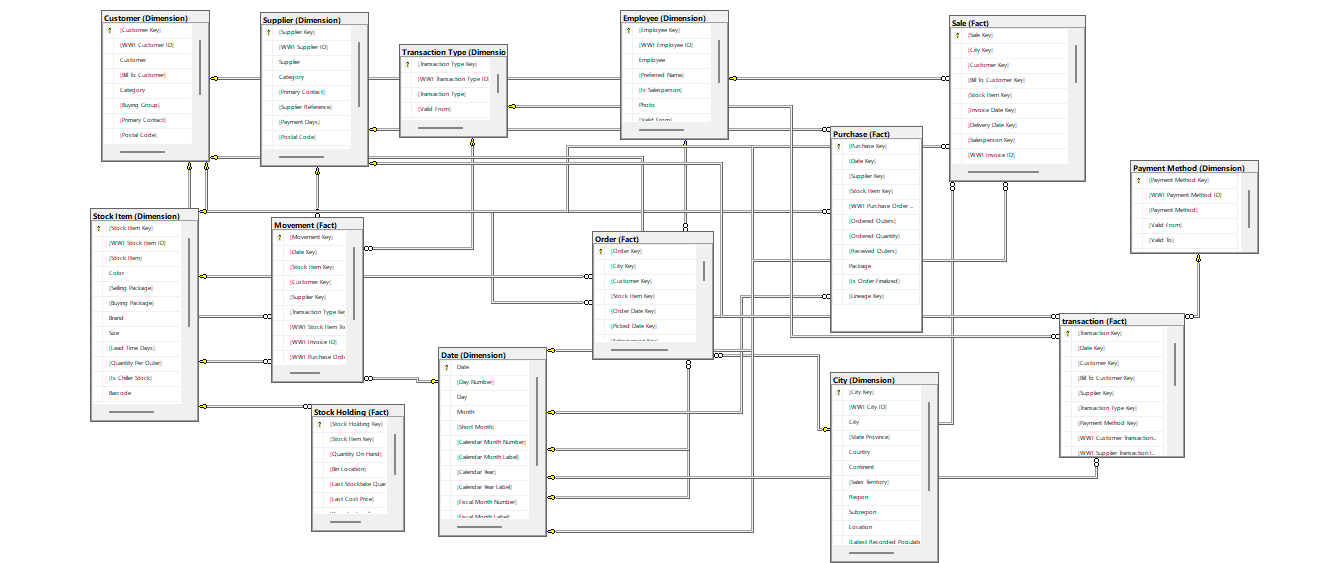 Customer (Dimension)
[Customer Key]
[WWI Customer ID]
Customer
[Bill To Customer]
Category
[Buying Group]
[Primary Contact]
[Postal Code]
Supplier (Dimension)
[Supplier Key]
[WWI Supplier ID]
Supplier
Category
[Primary Contact]
[Supplier Reference]
[Payment Days]
[Postal Code]
Transaction Type (Dimensio
[Transaction Type Key]
[WWI Transaction Type ID]
[Transaction Type]
[Valid From]
Employee (Dimension)
[Employee Key]
[WWI Employee ID]
Employee
[Preferred Name]
[Is Salesperson]
Photo
[Valid From]
Sale (Fact)
[Sale Key]
[City Key]
[Customer Key]
[Bill To Customer Key]
[Stock Item Key]
[Invoice Date Key]
[Delivery Date Key]
[Salesperson Key]
[WWI Invoice ID]
Purchase (Fact)
[Purchase Key]
[Date Key]
[Supplier Key]
[Stock Item Key]
[WWI Purchase Order ...
[Ordered Outers]
[Ordered Quantity]
[Received Outers]
Package
[Is Order Finalized]
[Lineage Key]
Payment Method (Dimension)
[Payment Method Key]
[WWI Payment Method ID]
[Payment Method]
[Valid From]
[Valid To]
Stock Item (Dimension)
[Stock Item Key]
[WWI Stock Item ID]
[Stock Item]
Color
[Selling Package]
[Buying Package]
Brand
Size
[Lead Time Days]
[Quantity Per Outer]
[Is Chiller Stock]
Barcode
Movement (Fact)
[Movement Key]
[Date Key]
[Stock Item Key]
[Customer Key]
[Supplier Key]
[Transaction Type Key
[WWI Stock Item Tra
[WWI Invoice ID]
[WWI Purchase Orde
Order (Fact)
[Order Key]
[City Key]
[Customer Key]
[Stock Item Key]
[Order Date Key]
[Picked Date Key]
[Salesperson Key]
transaction (Fact)
[Transaction Key]
[Date Key]
[Customer Key]
[Bill To Customer Key]
[Supplier Key]
[Transaction Type Key]
[Payment Method Key]
[WWI Customer Transaction...
[WWI Supplier Transaction I...
Date (Dimension)
Date
[Day Number]
Day
Month
[Short Month]
[Calendar Month Number]
[Calendar Month Label]
[Calendar Year]
[Calendar Year Label]
[Fiscal Month Number]
[Fiscal Month Label]
City (Dimension)
[City Key]
[WWI City ID]
City
[State Province]
Country
Continent
[Sales Territory]
Region
Subregion
Location
[Latest Recorded Populatio
Stock Holding (Fact)
[Stock Holding Key]
[Stock Item Key]
[Quantity On Hand]
[Bin Location]
[Last Stocktake Quan
[Last Cost Price]